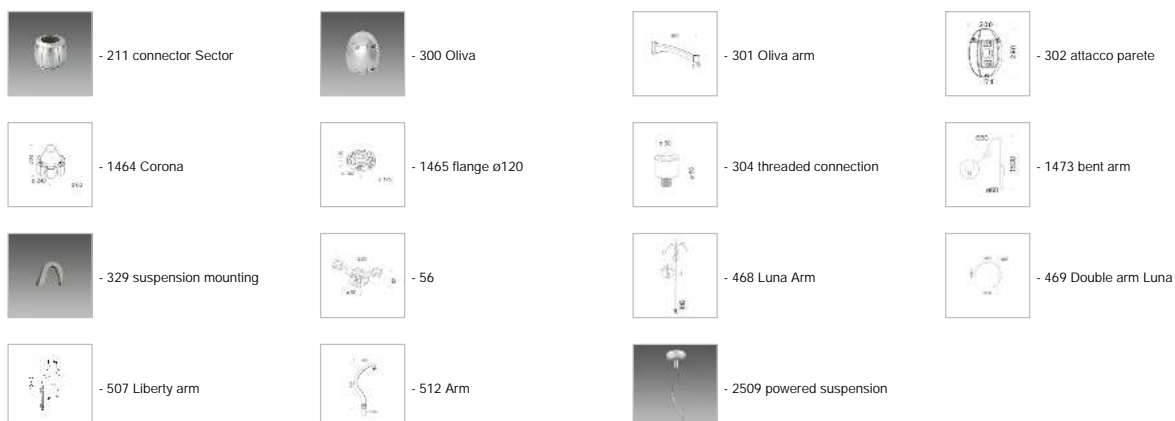 - 211 connector Sector
- 300 Oliva
- 301 Oliva arm
- 302 attacco parete
- 1464 Corona
- 1465 flange ø120
- 304 threaded connection
- 1473 bent arm
- 329 suspension mounting
- 56
- 468 Luna Arm
- 469 Double arm Luna
- 507 Liberty arm
- 512 Arm
- 2509 powered suspension